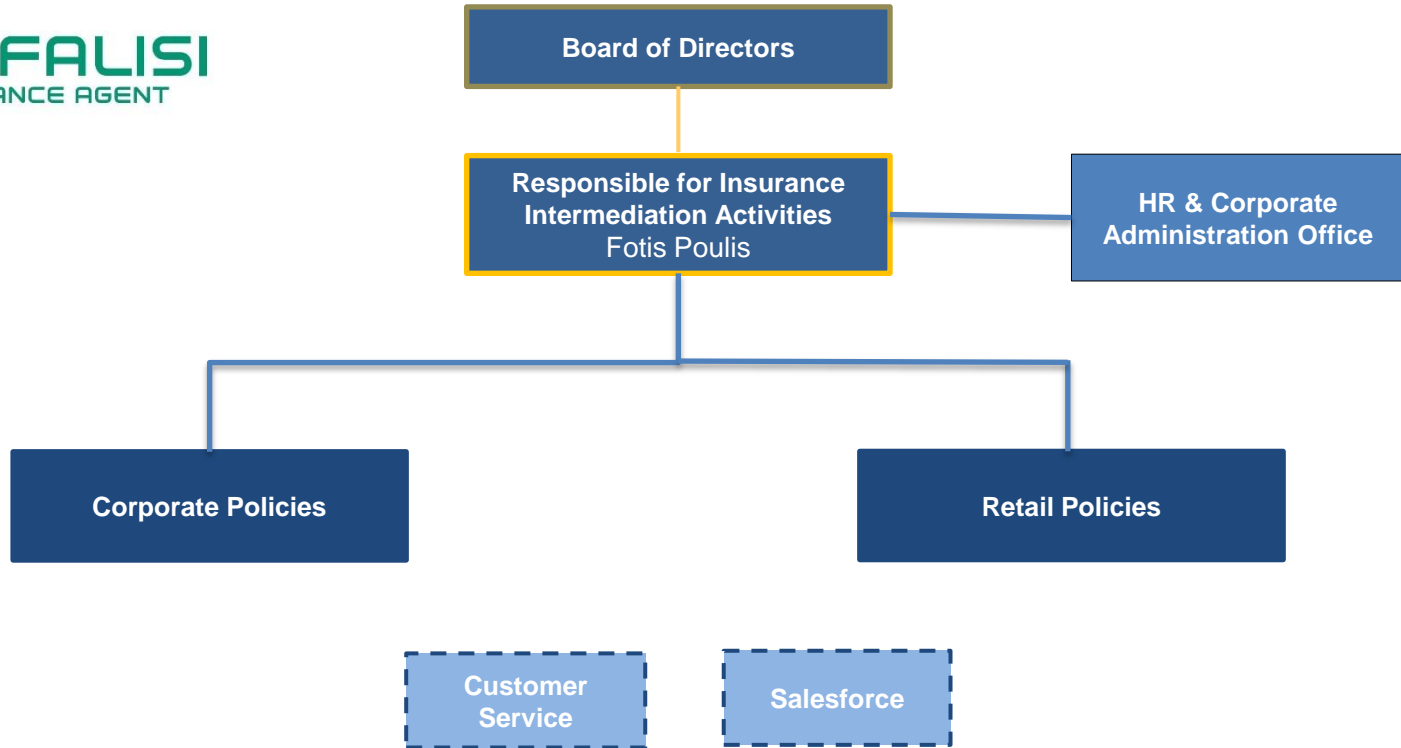 FALISI
ANCE AGENT
Board of Directors
Responsible for Insurance
Intermediation Activities
Fotis Poulis
HR & Corporate
Administration Office
Corporate Policies
Retail Policies
Customer
Service
Salesforce